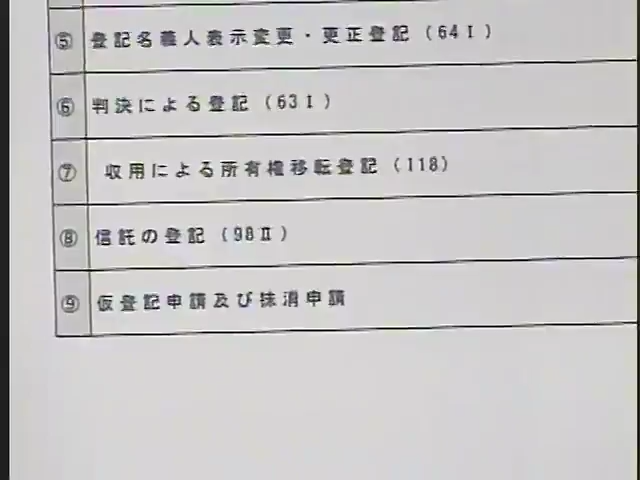 ⑤ 登記名義人表示変更・更正登記(64Ⅰ)
⑥ 判決による登記(63Ⅰ)
⑦ 収用による所有権移転登記(118)
⑧ 信託の登記(98Ⅱ)
⑨ 仮登記申請及び抹消申請